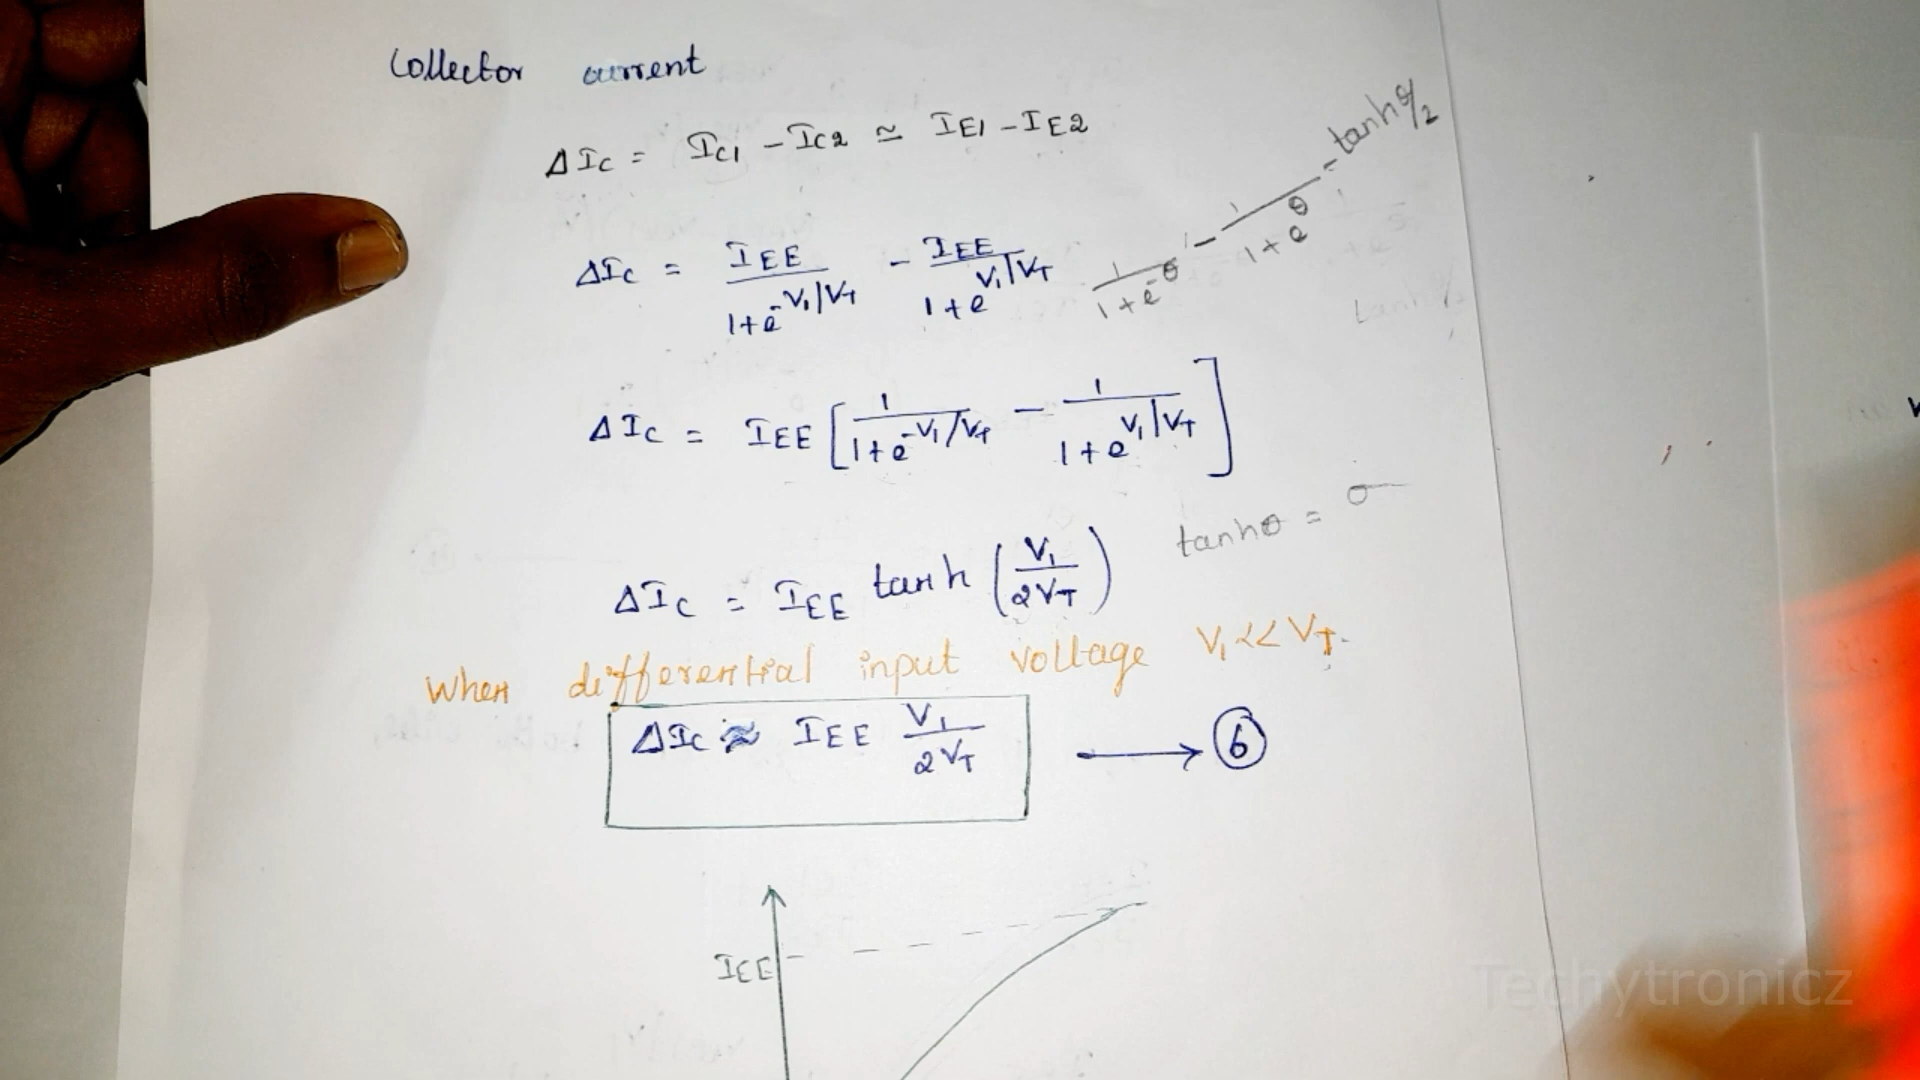 Collector current
ΔIc = Ic1 - Ic2 ≃ IE1 - IE2
ΔIc = IEE / (1+e^-V1/VT) - IEE / (1+e^V1/VT)
1 / (1+e^-θ) - 1 / (1+e^θ) = tanh θ/2
ΔIc = IEE [ 1 / (1+e^-V1/VT) - 1 / (1+e^V1/VT) ]
ΔIc = IEE tanh (V1 / 2VT)
tanhθ =
When differential input voltage V1 << VT.
ΔIc ≈ IEE V1 / 2VT → 6
IEE
Techytronicz